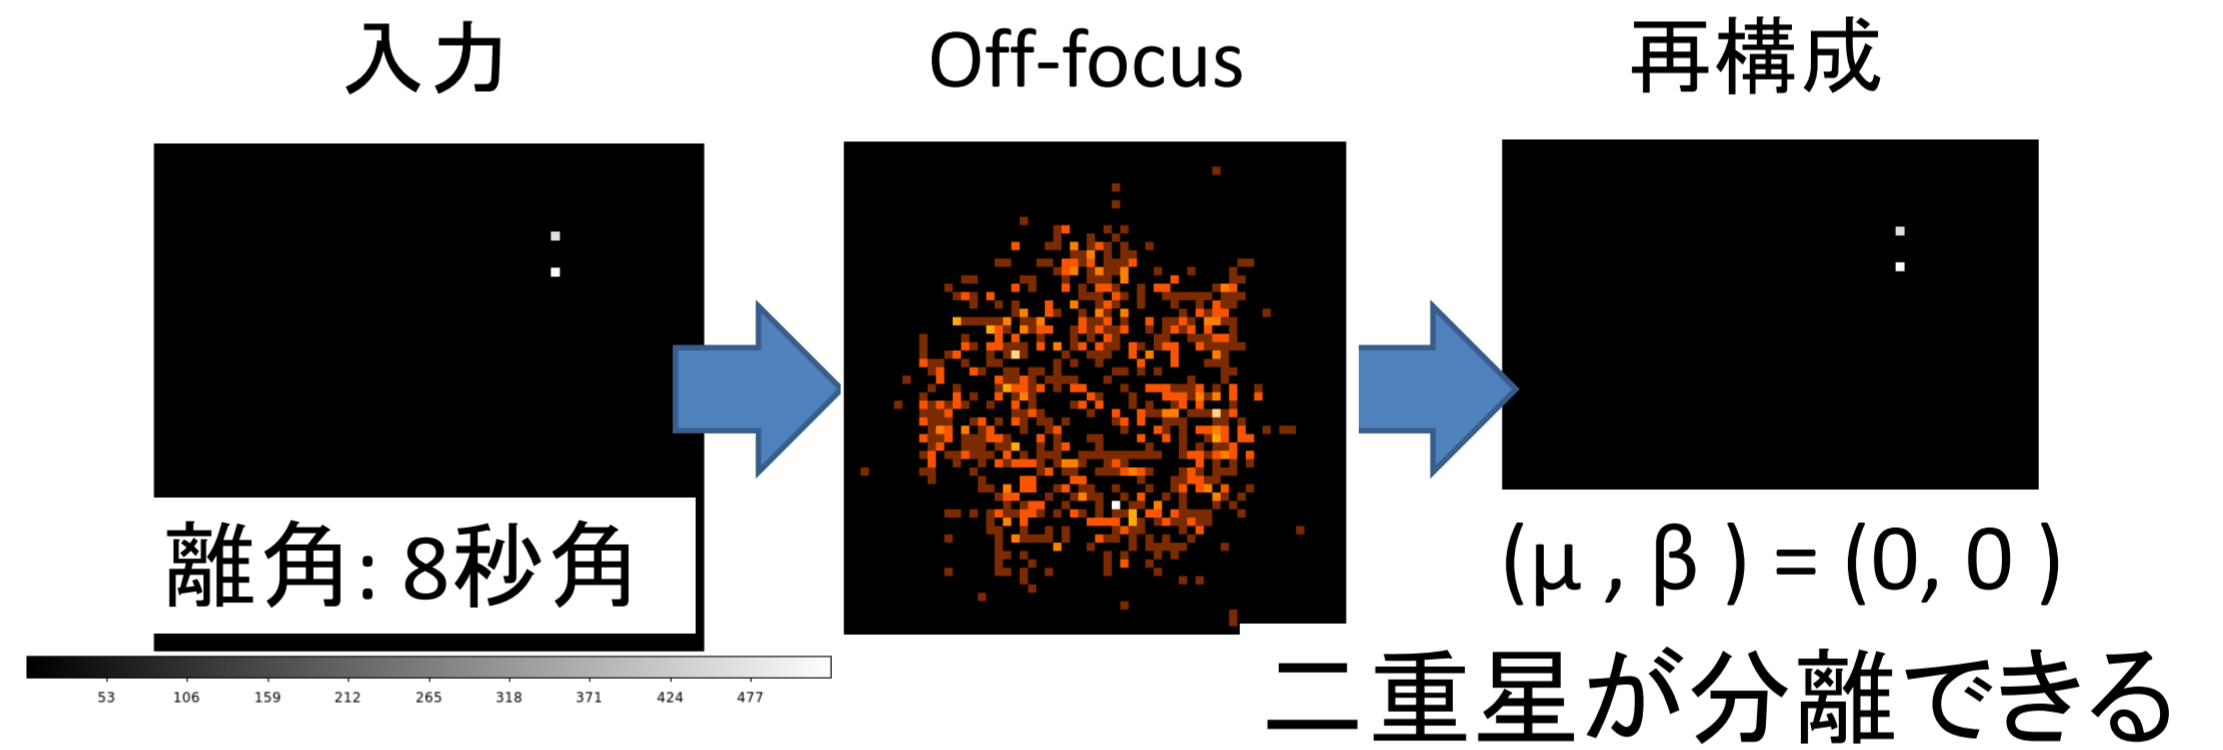 入力
Off-focus
再構成
離角: 8秒角
53 106 159 212 265 318 371 424 477
(μ , β ) = (0, 0 )
二重星が分離できる